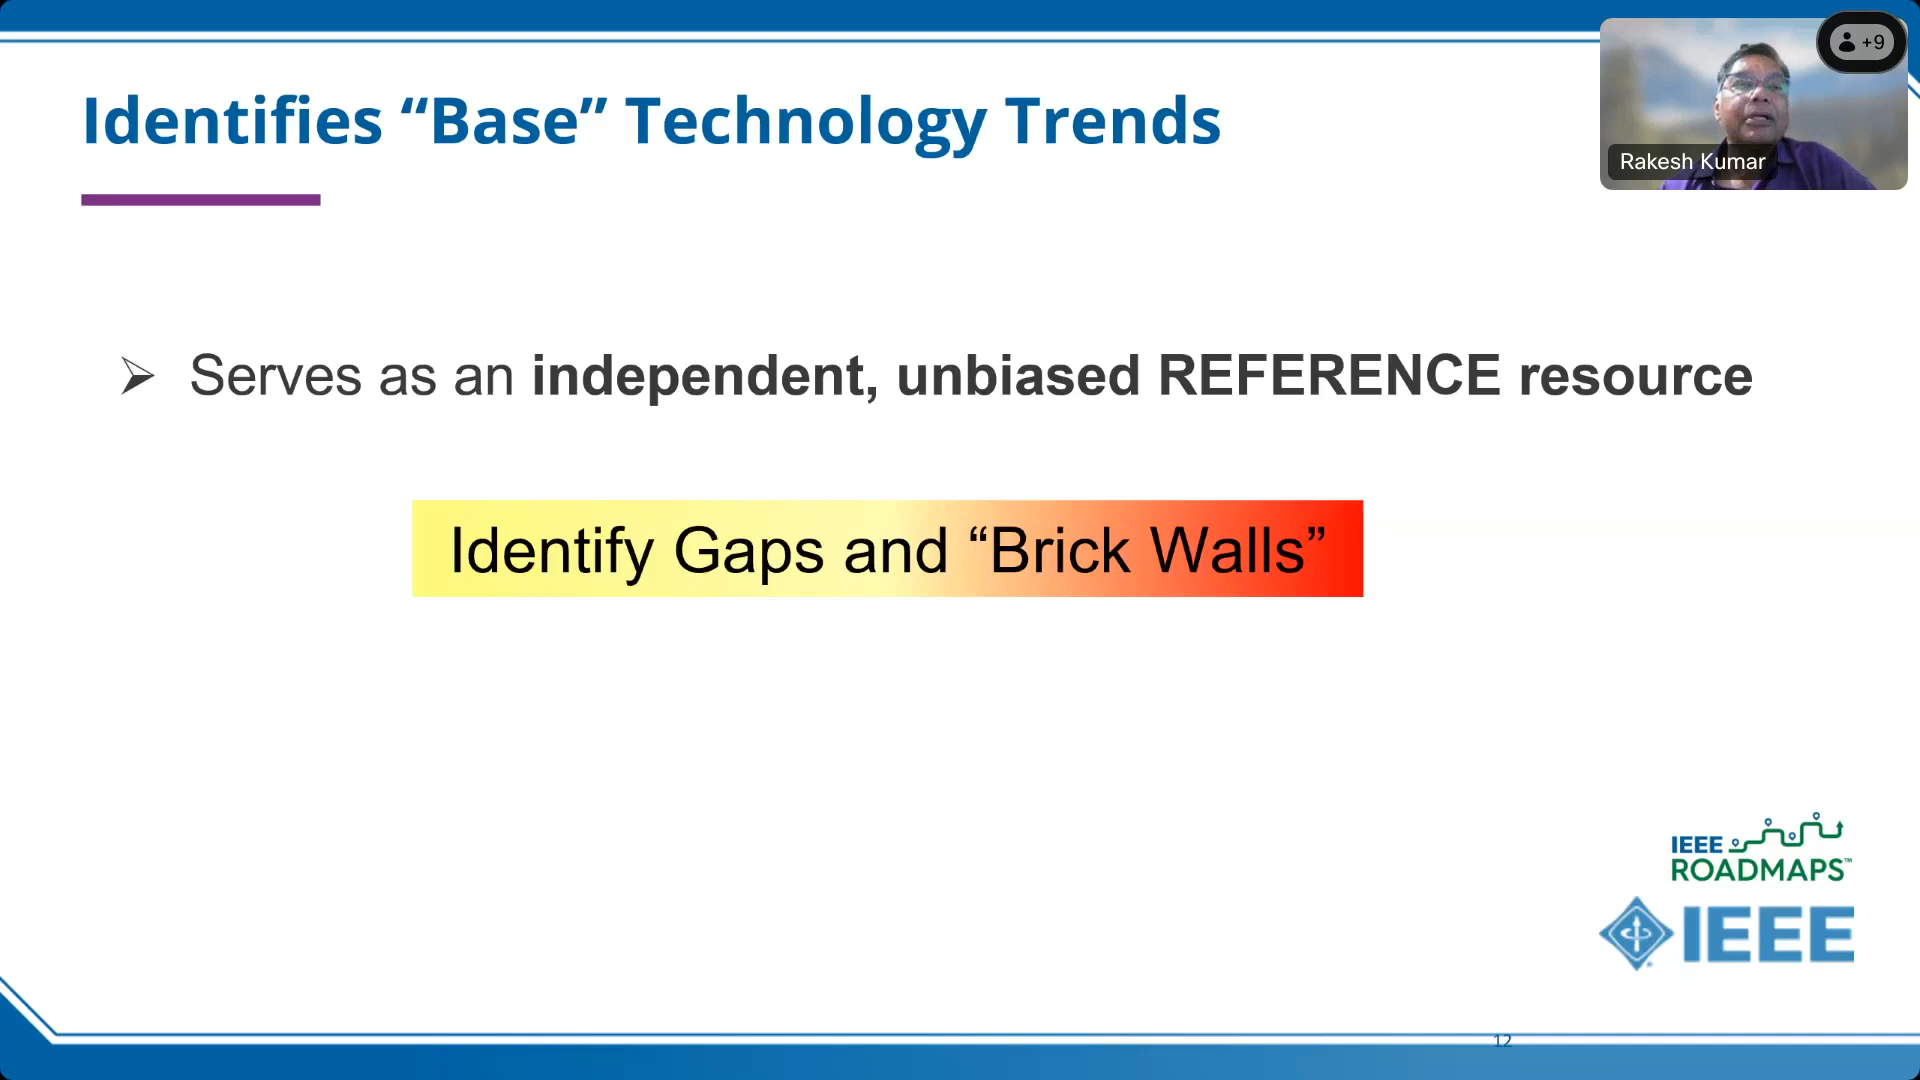 Identifies “Base” Technology Trends
+9
Rakesh Kumar
➢ Serves as an independent, unbiased REFERENCE resource
Identify Gaps and “Brick Walls”
IEEE
ROADMAPS™
IEEE
12